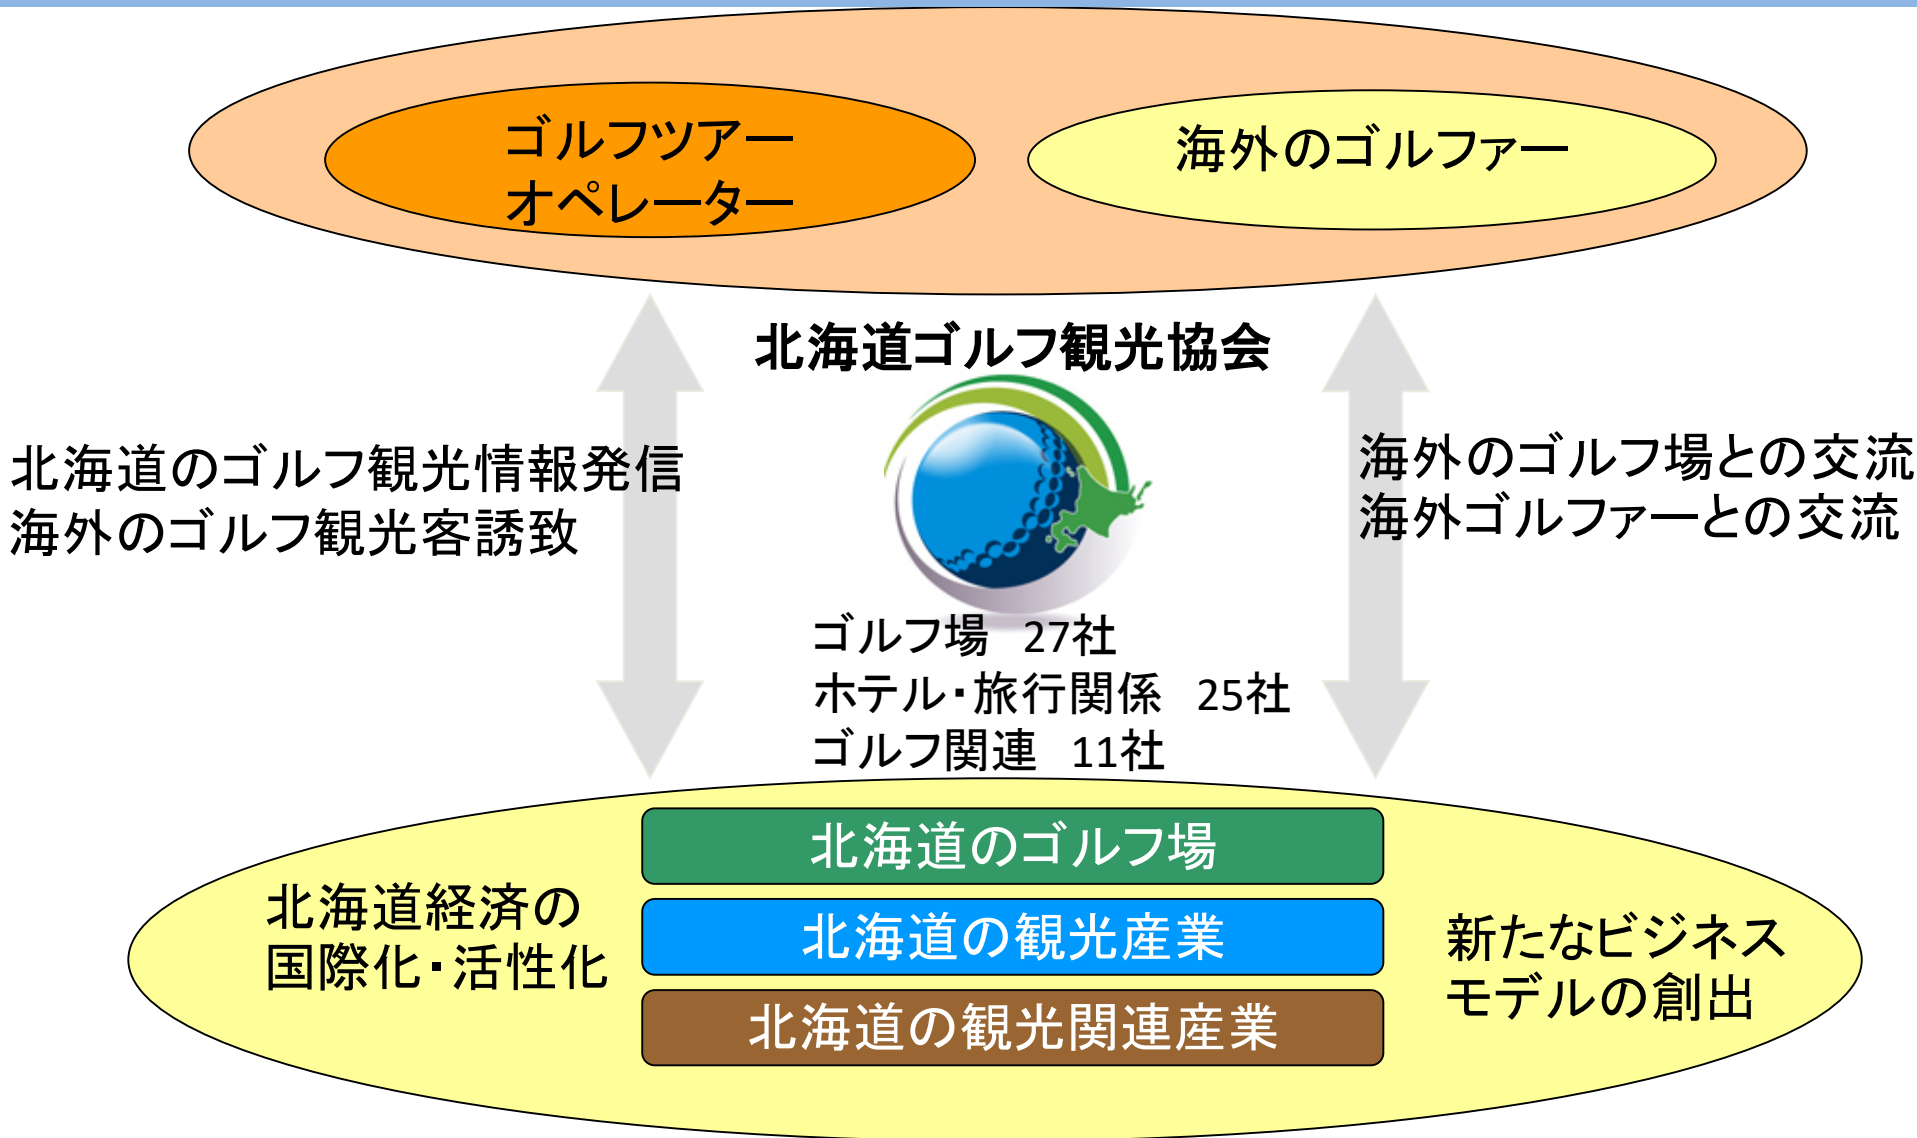 ゴルフツアー
オペレーター
海外のゴルファー
北海道ゴルフ観光協会
北海道のゴルフ観光情報発信
海外のゴルフ観光客誘致
海外のゴルフ場との交流
海外ゴルファーとの交流
ゴルフ場　27社
ホテル・旅行関係　25社
ゴルフ関連　11社
北海道のゴルフ場
北海道経済の
国際化・活性化
北海道の観光産業
新たなビジネス
モデルの創出
北海道の観光関連産業